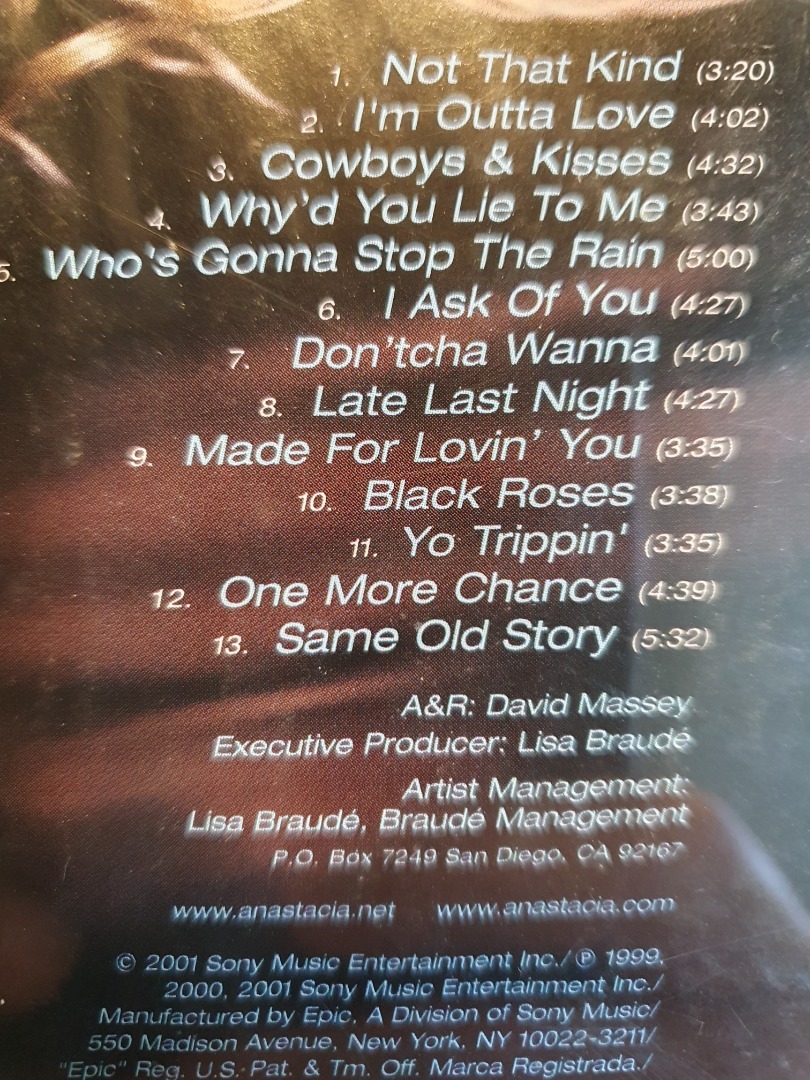 1. Not That Kind (3:20)
2. I'm Outta Love (4:02)
3. Cowboys & Kisses (4:32)
4. Why'd You Lie To Me (3:43)
5. Who's Gonna Stop The Rain (5:00)
6. I Ask Of You (4:27)
7. Don'tcha Wanna (4:01)
8. Late Last Night (4:27)
9. Made For Lovin' You (3:35)
10. Black Roses (3:38)
11. Yo Trippin' (3:35)
12. One More Chance (4:39)
13. Same Old Story (5:32)
A&R: David Massey
Executive Producer: Lisa Braudé
Artist Management:
Lisa Braudé, Braudé Management
P.O. Box 7249 San Diego, CA 92167
www.anastacia.net www.anastacia.com
© 2001 Sony Music Entertainment Inc./ ℗ 1999,
2000, 2001 Sony Music Entertainment Inc./
Manufactured by Epic, A Division of Sony Music/
550 Madison Avenue, New York, NY 10022-3211/
"Epic" Reg. U.S. Pat. & Tm. Off. Marca Registrada./